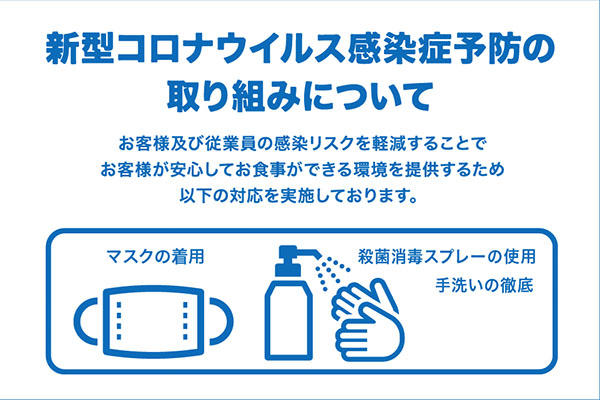 新型コロナウイルス感染症予防の
取り組みについて
お客様及び従業員の感染リスクを軽減することで
お客様が安心してお食事ができる環境を提供するため
以下の対応を実施しております。
マスクの着用
殺菌消毒スプレーの使用
手洗いの徹底